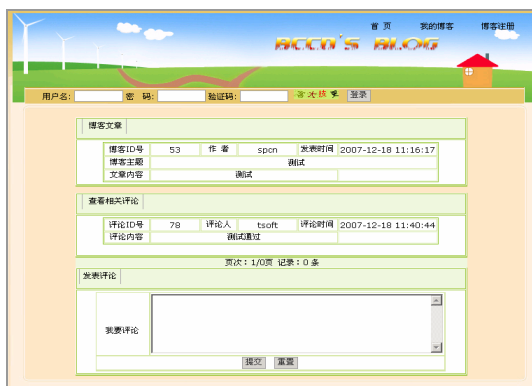 首 页 我的博客 博客注册
ACCD'S BLOG
用户名: 密 码: 验证码: 登录
博客文章
博客ID号 53 作 者 spcn 发表时间 2007-12-18 11:16:17
博客主题 测试
文章内容 测试
查看相关评论
评论ID号 78 评论人 tsoft 评论时间 2007-12-18 11:40:44
评论内容 测试通过
页次：1/0页 记录：0 条
发表评论
我要评论
提交 重置